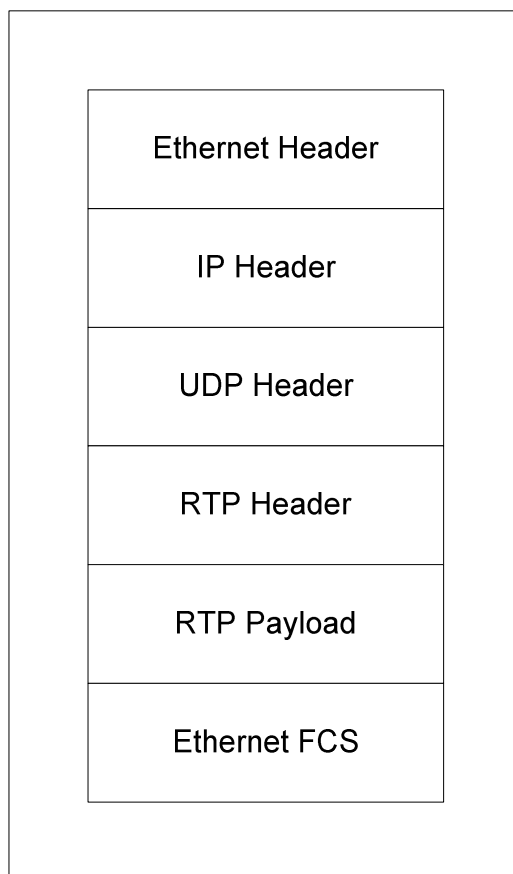 Ethernet Header
IP Header
UDP Header
RTP Header
RTP Payload
Ethernet FCS